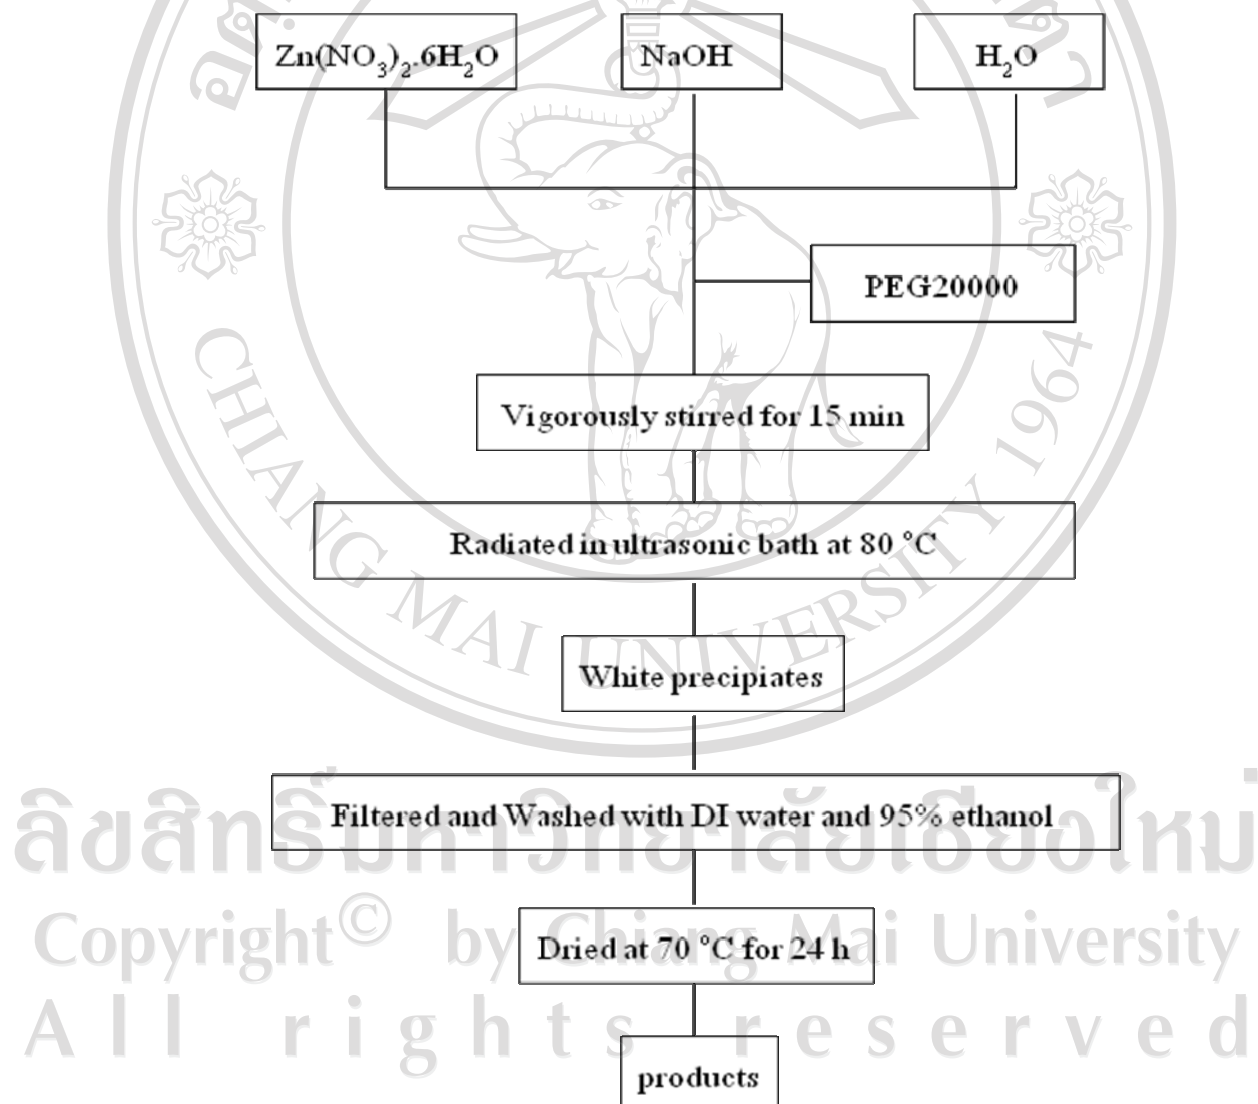 Zn(NO₃)₂.6H₂O
NaOH
H₂O
PEG20000
Vigorously stirred for 15 min
Radiated in ultrasonic bath at 80 °C
White precipiates
Filtered and Washed with DI water and 95% ethanol
Dried at 70 °C for 24 h
products
CHIANG MAI UNIVERSITY 1964
ลิขสิทธิ์มหาวิทยาลัยเชียงใหม่
Copyright© by Chiang Mai University
All rights reserved